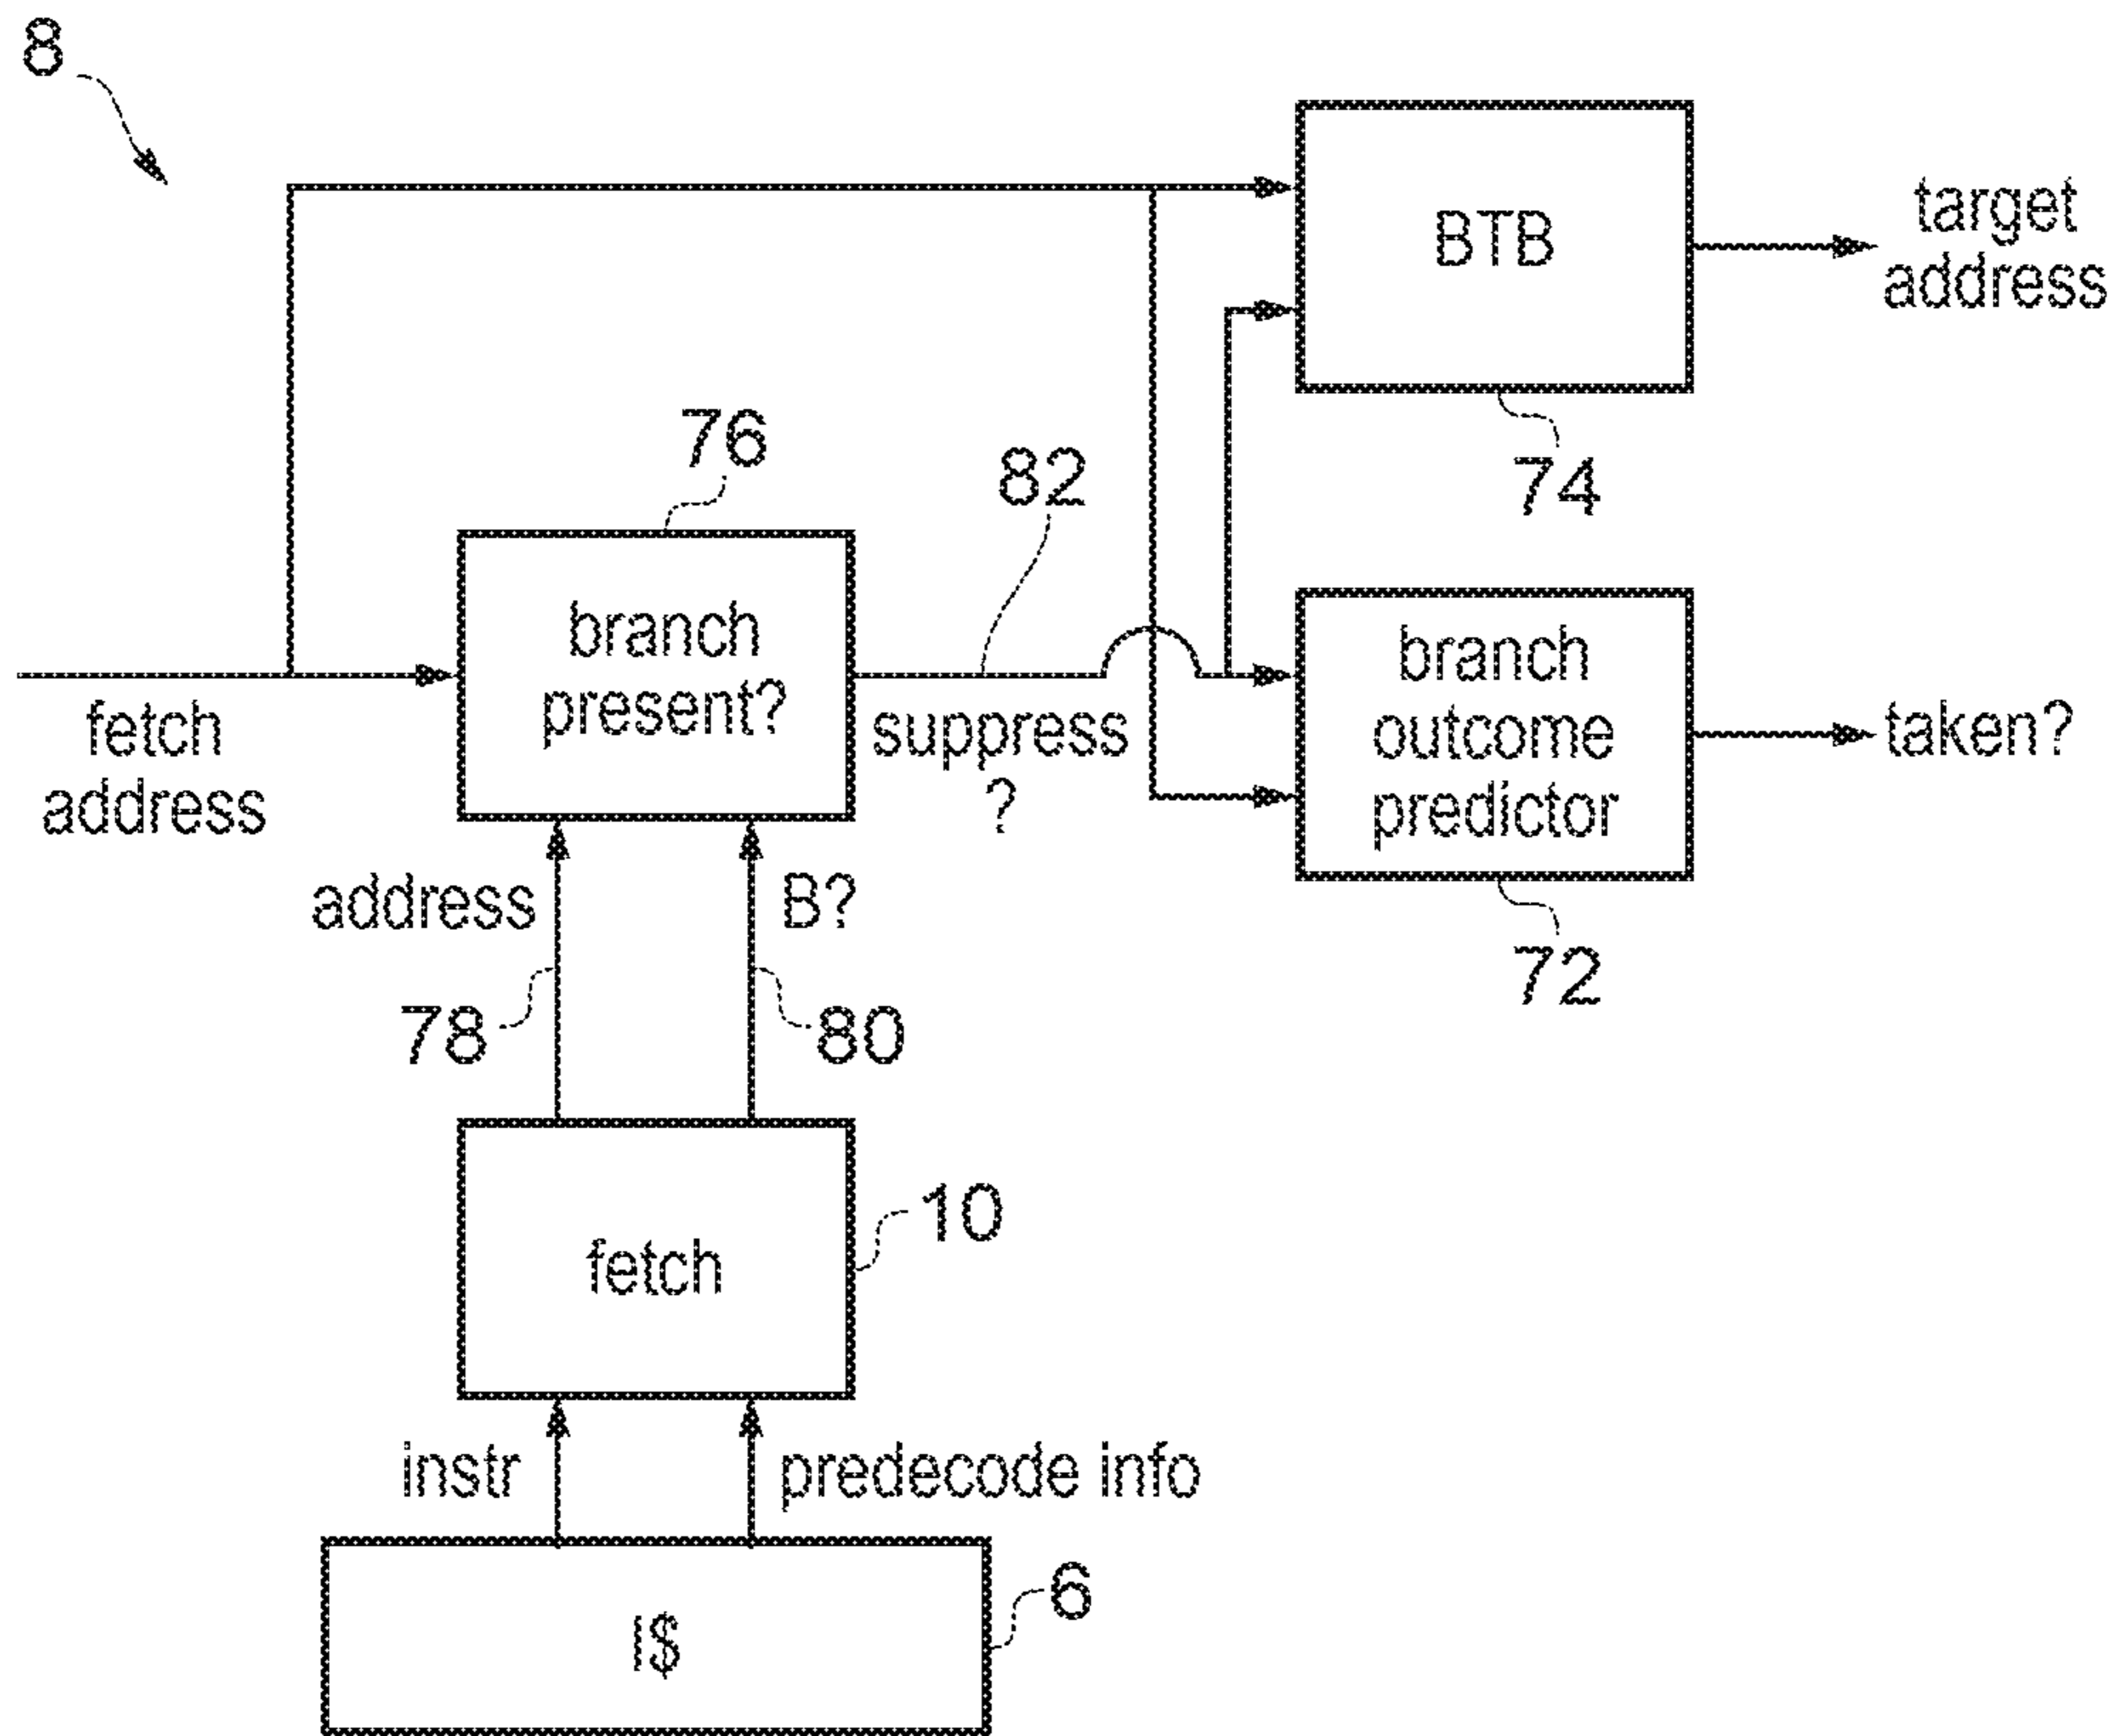 8
BTB
target
address
74
76
82
branch
present?
fetch
address
suppress
?
branch
outcome
predictor
taken?
72
address
B?
78
80
fetch
10
instr
predecode info
I$
6